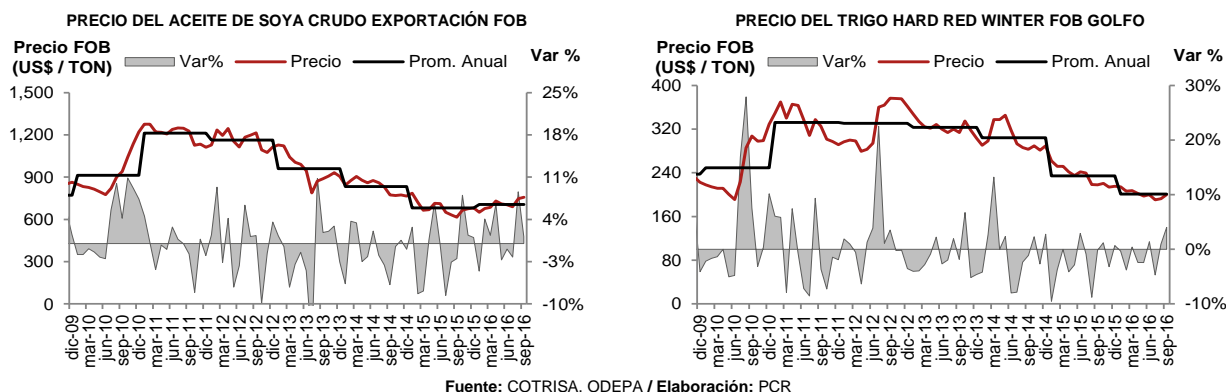 PRECIO DEL ACEITE DE SOYA CRUDO EXPORTACIÓN FOB
Precio FOB
(US$ / TON)
Var%
Precio
Prom. Anual
Var %
1,500
1,200
900
600
300
0
25%
18%
11%
4%
-3%
-10%
dic-09
mar-10
jun-10
sep-10
dic-10
mar-11
jun-11
sep-11
dic-11
mar-12
jun-12
sep-12
dic-12
mar-13
jun-13
sep-13
dic-13
mar-14
jun-14
sep-14
dic-14
mar-15
jun-15
sep-15
dic-15
mar-16
jun-16
sep-16
PRECIO DEL TRIGO HARD RED WINTER FOB GOLFO
Precio FOB
(US$ / TON)
Var%
Precio
Prom. Anual
Var %
400
320
240
160
80
0
30%
20%
10%
0%
-10%
dic-09
mar-10
jun-10
sep-10
dic-10
mar-11
jun-11
sep-11
dic-11
mar-12
jun-12
sep-12
dic-12
mar-13
jun-13
sep-13
dic-13
mar-14
jun-14
sep-14
dic-14
mar-15
jun-15
sep-15
dic-15
mar-16
jun-16
sep-16
Fuente: COTRISA, ODEPA / Elaboración: PCR